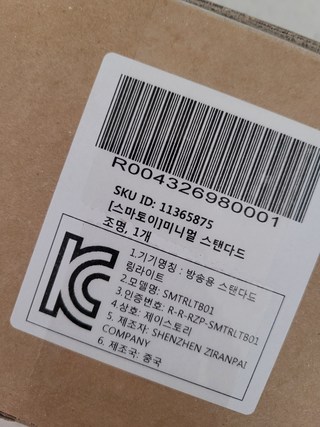 R004326980001
SKU ID: 11365875
[스마토이]미니멀 스탠다드
조명, 1개
1.기기명칭 : 방송용 스탠다드
링라이트
2.모델명: SMTRLTB01
3.인증번호: R-R-RZP-SMTRLTB01
4.상호: 제이스토리
5. 제조자: SHENZHEN ZIRANPAI
COMPANY
6. 제조국: 중국